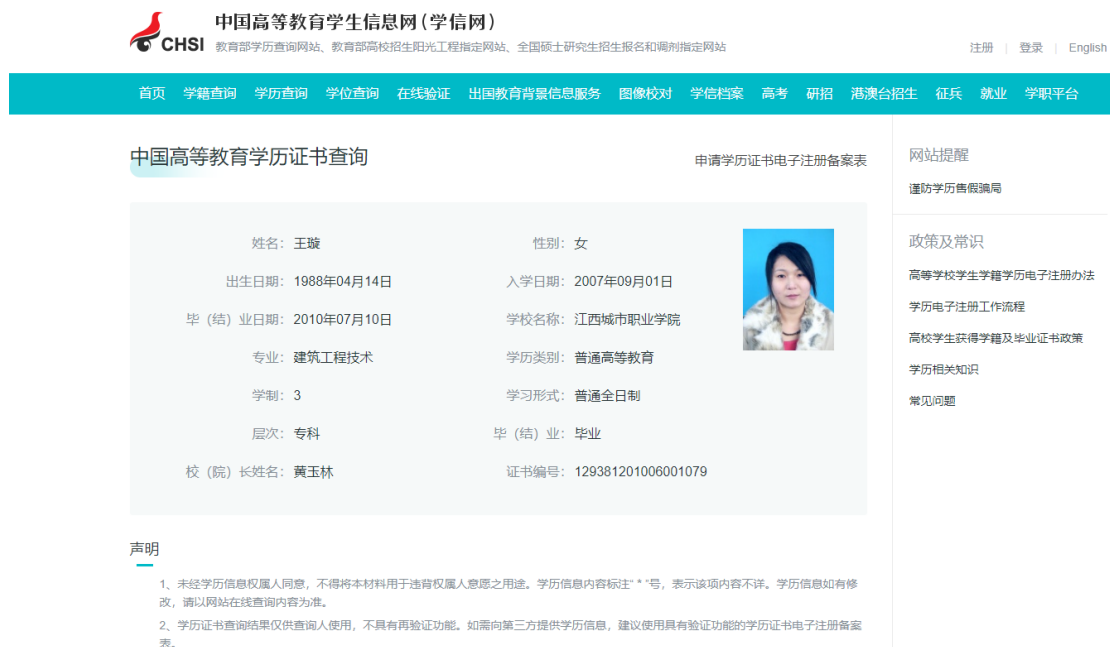 中国高等教育学生信息网(学信网)
CHSI 教育部学历查询网站、教育部高校招生阳光工程指定网站、全国硕士研究生招生报名和调剂指定网站
注册 | 登录 | English
首页 学籍查询 学历查询 学位查询 在线验证 出国教育背景信息服务 图像校对 学信档案 高考 研招 港澳台招生 征兵 就业 学职平台
中国高等教育学历证书查询
申请学历证书电子注册备案表
姓名: 王璇 性别: 女
出生日期: 1988年04月14日 入学日期: 2007年09月01日
毕（结）业日期: 2010年07月10日 学校名称: 江西城市职业学院
专业: 建筑工程技术 学历类别: 普通高等教育
学制: 3 学习形式: 普通全日制
层次: 专科 毕（结）业: 毕业
校（院）长姓名: 黄玉林 证书编号: 129381201006001079
声明
1、未经学历信息权属人同意，不得将本材料用于违背权属人意愿之用途。学历信息内容标注“ * ”号，表示该项内容不详。学历信息如有修
改，请以网站在线查询内容为准。
2、学历证书查询结果仅供查询人使用，不具有再验证功能。如需向第三方提供学历信息，建议使用具有验证功能的学历证书电子注册备案
表。
网站提醒
谨防学历售假骗局
政策及常识
高等学校学生学籍学历电子注册办法
学历电子注册工作流程
高校学生获得学籍及毕业证书政策
学历相关知识
常见问题